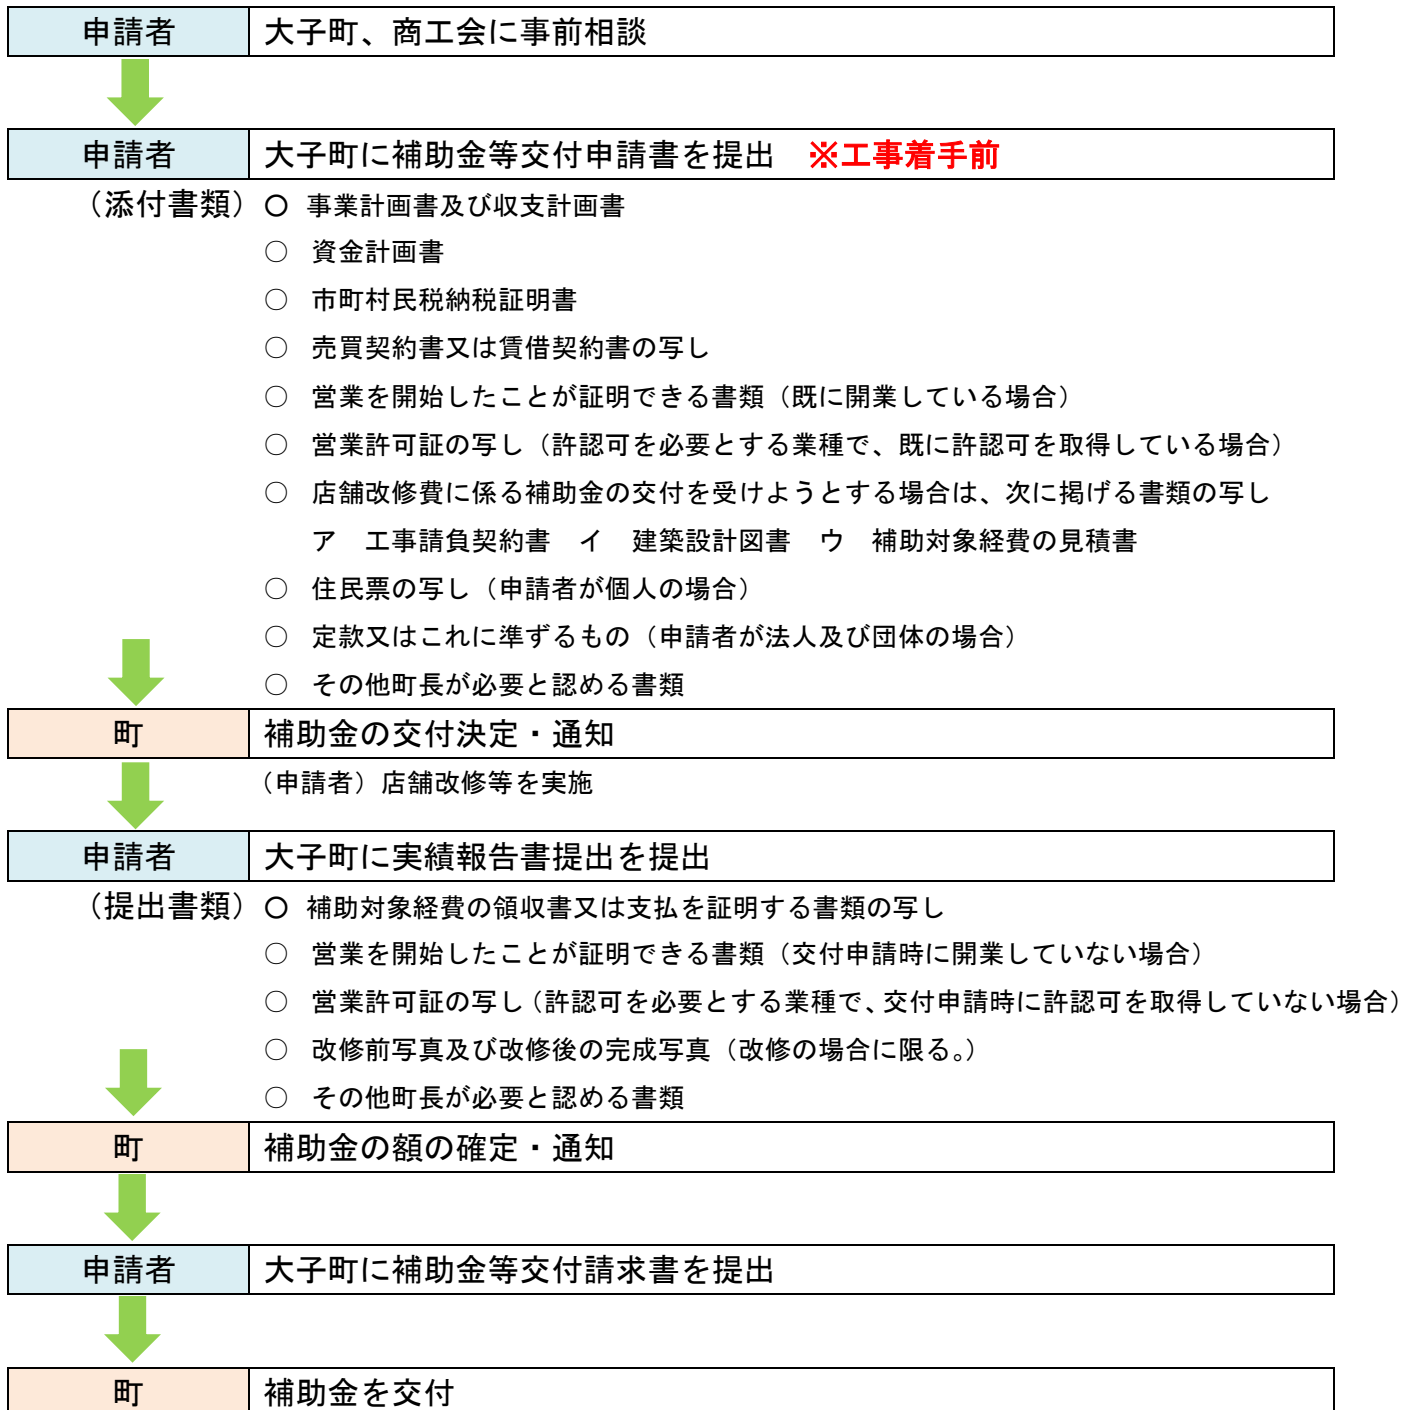 申請者 大子町、商工会に事前相談
申請者 大子町に補助金等交付申請書を提出　※工事着手前
（添付書類）○ 事業計画書及び収支計画書
○ 資金計画書
○ 市町村民税納税証明書
○ 売買契約書又は賃借契約書の写し
○ 営業を開始したことが証明できる書類（既に開業している場合）
○ 営業許可証の写し（許認可を必要とする業種で、既に許認可を取得している場合）
○ 店舗改修費に係る補助金の交付を受けようとする場合は、次に掲げる書類の写し
ア　工事請負契約書　イ　建築設計図書　ウ　補助対象経費の見積書
○ 住民票の写し（申請者が個人の場合）
○ 定款又はこれに準ずるもの（申請者が法人及び団体の場合）
○ その他町長が必要と認める書類
町 補助金の交付決定・通知
（申請者）店舗改修等を実施
申請者 大子町に実績報告書提出を提出
（提出書類）○ 補助対象経費の領収書又は支払を証明する書類の写し
○ 営業を開始したことが証明できる書類（交付申請時に開業していない場合）
○ 営業許可証の写し（許認可を必要とする業種で、交付申請時に許認可を取得していない場合）
○ 改修前写真及び改修後の完成写真（改修の場合に限る。）
○ その他町長が必要と認める書類
町 補助金の額の確定・通知
申請者 大子町に補助金等交付請求書を提出
町 補助金を交付